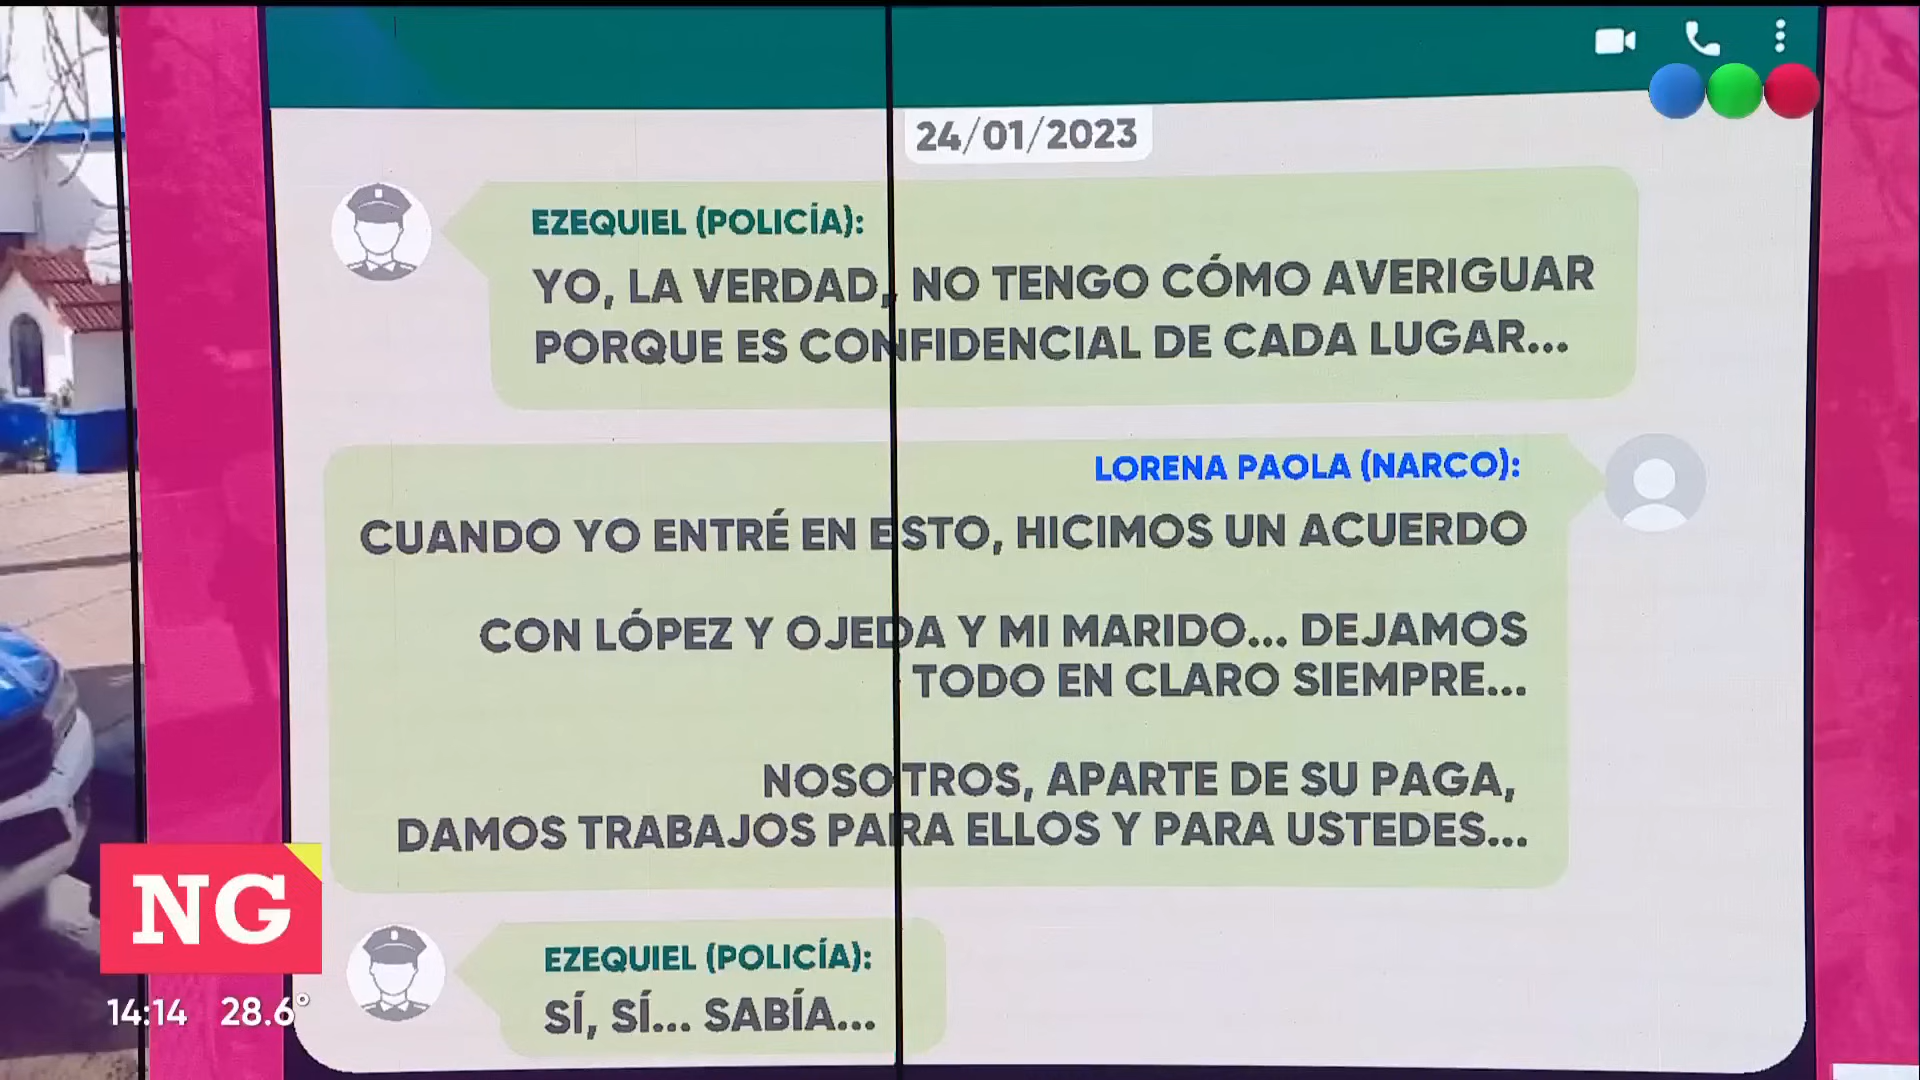 24/01/2023
EZEQUIEL (POLICÍA):
YO, LA VERDAD, NO TENGO CÓMO AVERIGUAR
PORQUE ES CONFIDENCIAL DE CADA LUGAR...
LORENA PAOLA (NARCO):
CUANDO YO ENTRÉ EN ESTO, HICIMOS UN ACUERDO
CON LÓPEZ Y OJEDA Y MI MARIDO... DEJAMOS
TODO EN CLARO SIEMPRE...
NOSOTROS, APARTE DE SU PAGA,
DAMOS TRABAJOS PARA ELLOS Y PARA USTEDES...
EZEQUIEL (POLICÍA):
SÍ, SÍ... SABÍA...
NG
14:14 28.6°